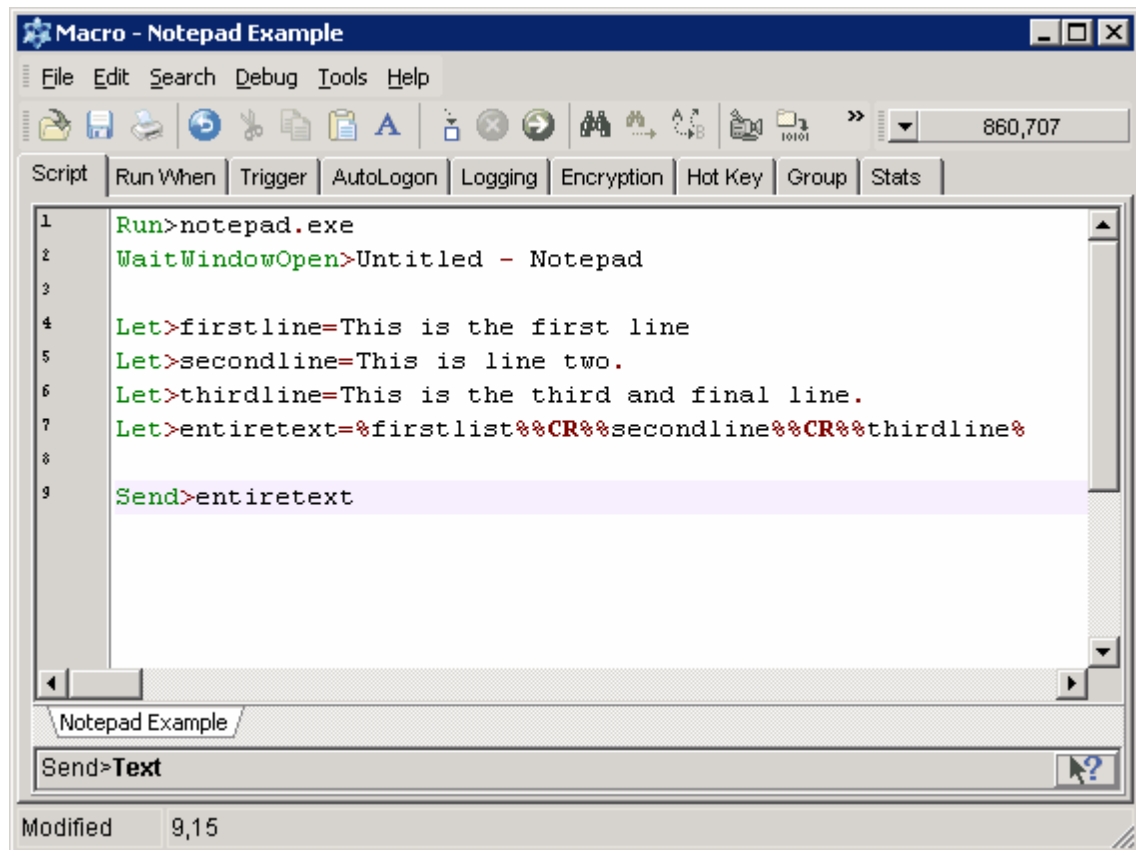 Macro - Notepad Example
File Edit Search Debug Tools Help
860,707
Script Run When Trigger AutoLogon Logging Encryption Hot Key Group Stats
1 Run>notepad.exe
2 WaitWindowOpen>Untitled - Notepad
3
4 Let>firstline=This is the first line
5 Let>secondline=This is line two.
6 Let>thirdline=This is the third and final line.
7 Let>entiretext=%firstlist%%CR%%secondline%%CR%%thirdline%
8
9 Send>entiretext
Notepad Example
Send>Text
Modified 9,15